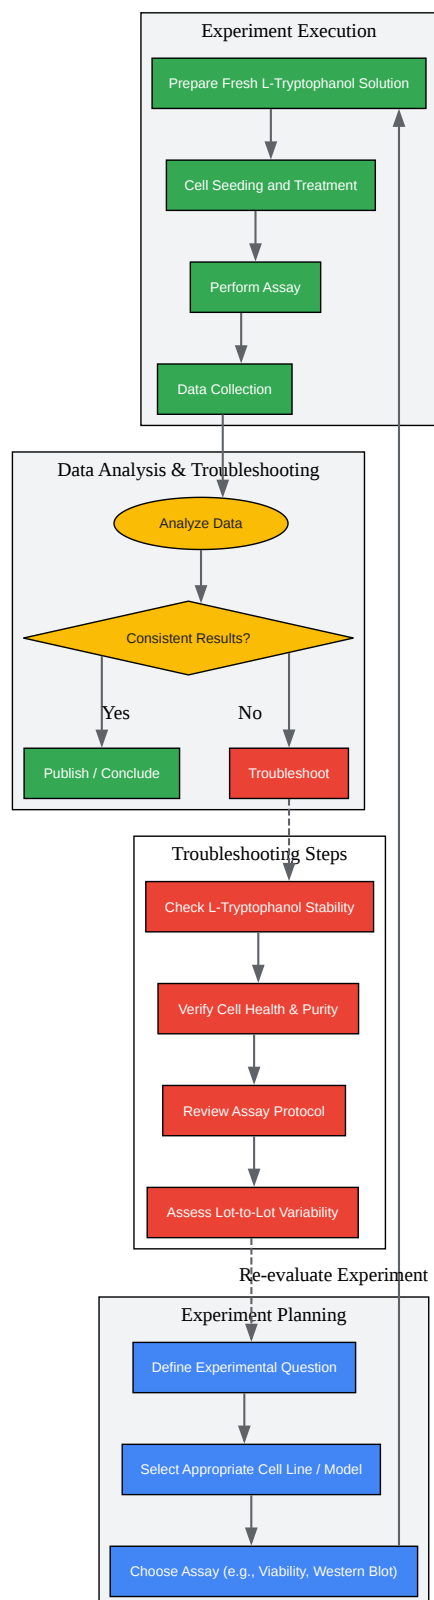 Experiment Execution
Prepare Fresh L-Tryptophanol Solution
Cell Seeding and Treatment
Perform Assay
Data Collection
Data Analysis & Troubleshooting
Analyze Data
Consistent Results?
Yes
No
Publish / Conclude
Troubleshoot
Troubleshooting Steps
Check L-Tryptophanol Stability
Verify Cell Health & Purity
Review Assay Protocol
Assess Lot-to-Lot Variability
Re-evaluate Experiment
Experiment Planning
Define Experimental Question
Select Appropriate Cell Line / Model
Choose Assay (e.g., Viability, Western Blot)